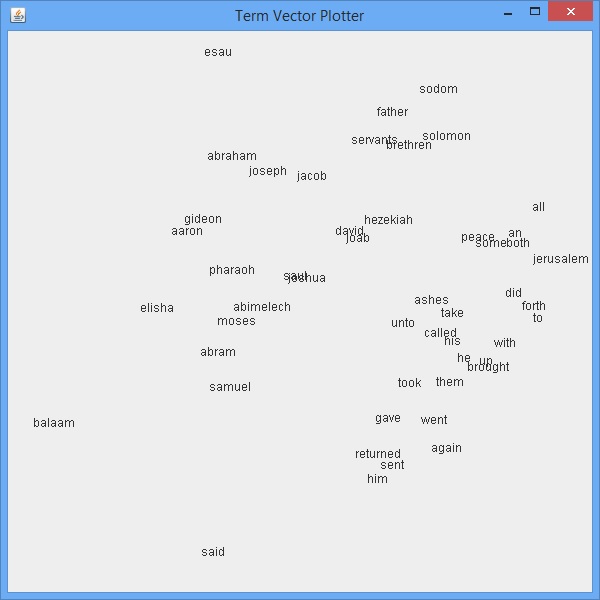 Term Vector Plotter
esau
sodom
father
servants
solomon
brethren
abraham
joseph
jacob
all
gideon
hezekiah
aaron
david
joab
peace
an
someboth
jerusalem
pharaoh
saul
joshua
did
ashes
forth
elisha
abimelech
take
to
moses
unto
called
his
with
abram
he
up
brought
samuel
took
them
gave
went
balaam
again
returned
sent
him
said